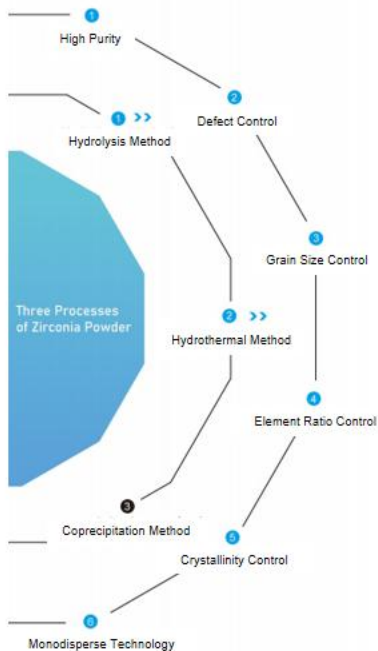 1
High Purity
1 >>
Hydrolysis Method
2
Defect Control
3
Grain Size Control
Three Processes
of Zirconia Powder
2 >>
Hydrothermal Method
4
Element Ratio Control
3
Coprecipitation Method
5
Crystallinity Control
6
Monodisperse Technology